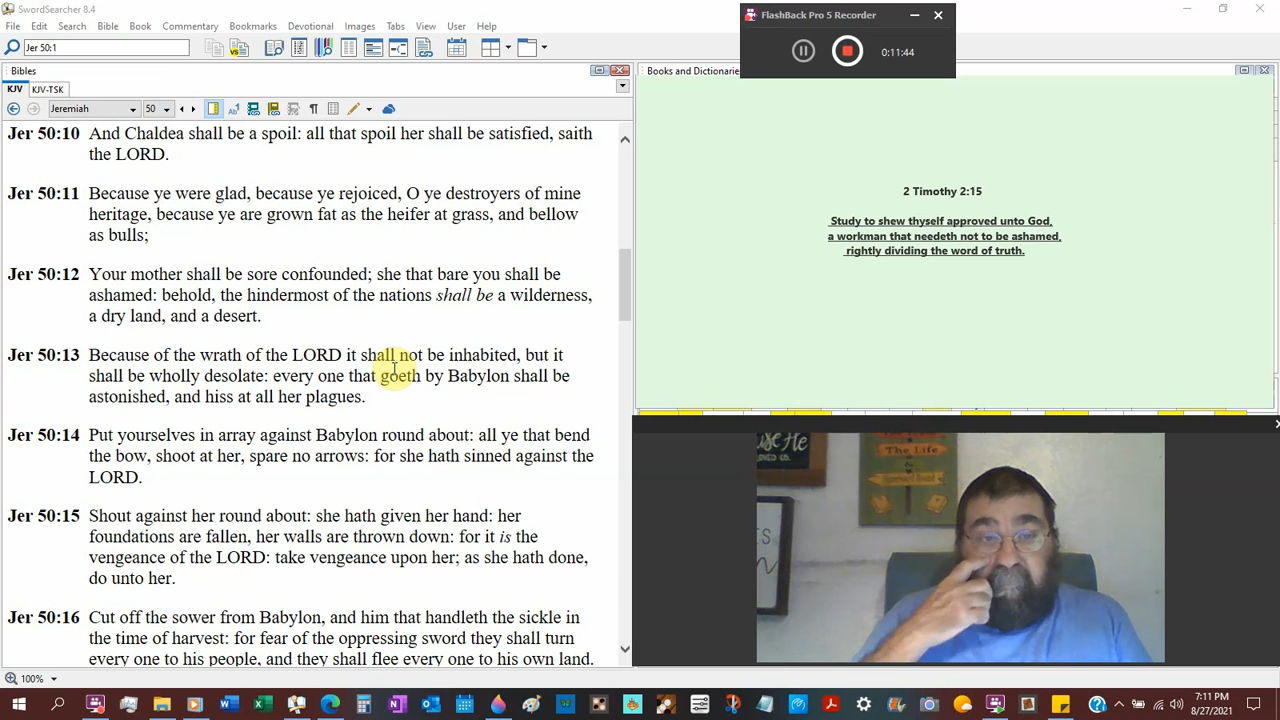 SwordSearcher 8.4
File Edit Search Bible Book Commentary Bookmarks Devotional Images Tabs View User Help
Jer 50:1
Bibles
KJV KJV-TSK
Jeremiah 50
Jer 50:10 And Chaldea shall be a spoil: all that spoil her shall be satisfied, saith
the LORD.
Jer 50:11 Because ye were glad, because ye rejoiced, O ye destroyers of mine
heritage, because ye are grown fat as the heifer at grass, and bellow
as bulls;
Jer 50:12 Your mother shall be sore confounded; she that bare you shall be
ashamed: behold, the hindermost of the nations shall be a wilderness,
a dry land, and a desert.
Jer 50:13 Because of the wrath of the LORD it shall not be inhabited, but it
shall be wholly desolate: every one that goeth by Babylon shall be
astonished, and hiss at all her plagues.
Jer 50:14 Put yourselves in array against Babylon round about: all ye that bend
the bow, shoot at her, spare no arrows: for she hath sinned against the
LORD.
Jer 50:15 Shout against her round about: she hath given her hand: her
foundations are fallen, her walls are thrown down: for it is the
vengeance of the LORD: take vengeance upon her; as she hath done,
do unto her.
Jer 50:16 Cut off the sower from Babylon, and him that handleth the sickle in
the time of harvest: for fear of the oppressing sword they shall turn
every one to his people, and they shall flee every one to his own land.
100%
FlashBack Pro 5 Recorder
0:11:44
Books and Dictionarie
2 Timothy 2:15
Study to shew thyself approved unto God,
a workman that needeth not to be ashamed,
rightly dividing the word of truth.
He
The Life
7:11 PM
8/27/2021